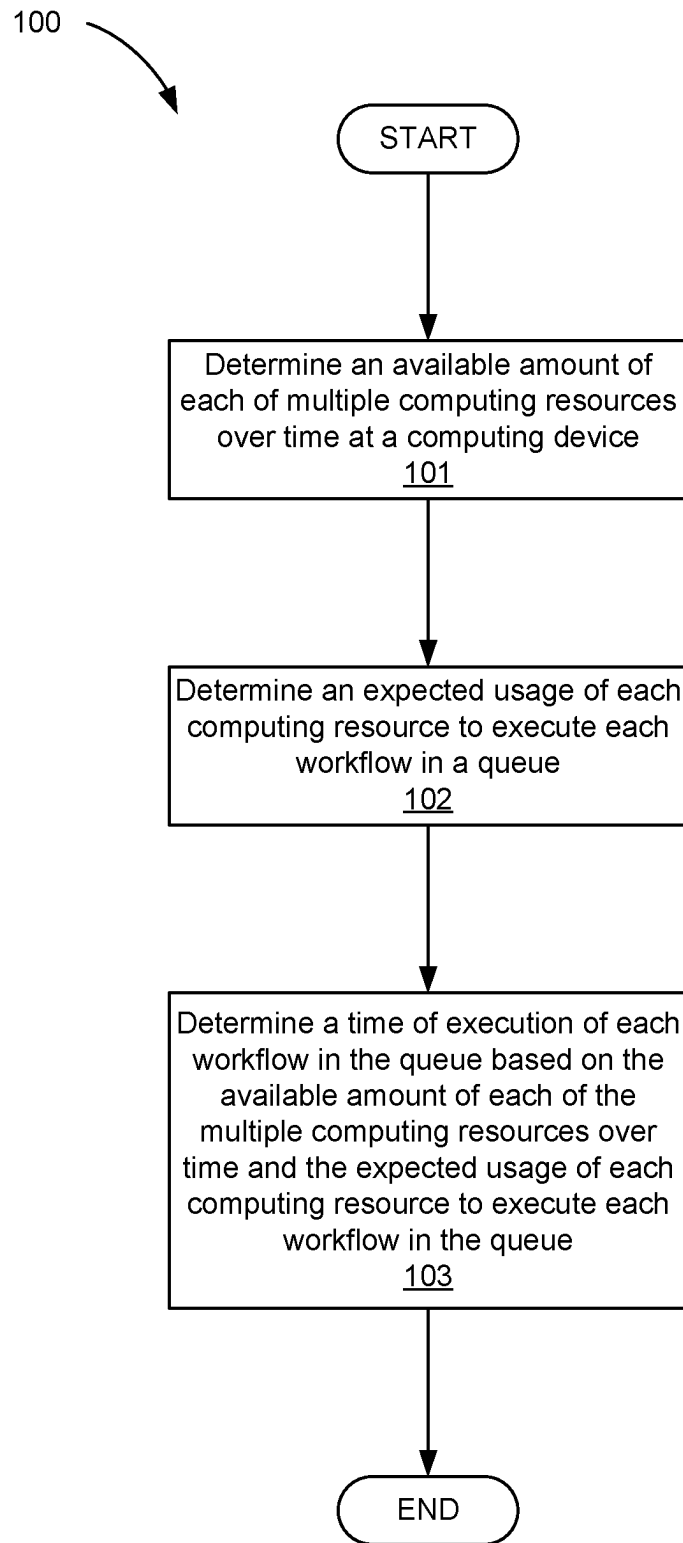 100
START
Determine an available amount of
each of multiple computing resources
over time at a computing device
101
Determine an expected usage of each
computing resource to execute each
workflow in a queue
102
Determine a time of execution of each
workflow in the queue based on the
available amount of each of the
multiple computing resources over
time and the expected usage of each
computing resource to execute each
workflow in the queue
103
END